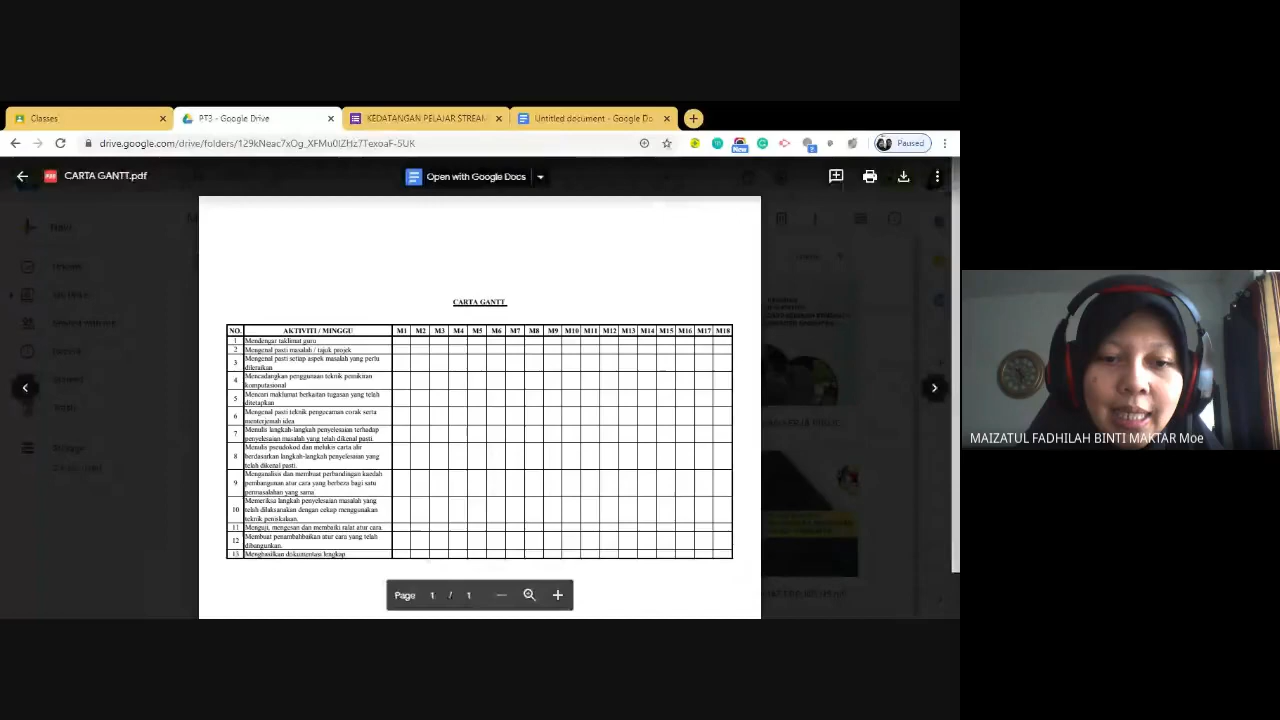 Classes
PT3 - Google Drive
KEDATANGAN PELAJAR STREAM
Untitled document - Google Do
drive.google.com/drive/folders/129kNeac7xOg_XFMu0IZHz7TexoaF-5UK
New
Paused
CARTA GANTT.pdf
Open with Google Docs
CARTA GANTT
NO. AKTIVITI / MINGGU M1 M2 M3 M4 M5 M6 M7 M8 M9 M10 M11 M12 M13 M14 M15 M16 M17 M18
1 Mendengar taklimat guru
2 Mengenal pasti masalah / tajuk projek
3 Mengenal pasti setiap aspek masalah yang perlu
dileraikan
4 Mencadangkan penggunaan teknik pemikiran
komputasional
5 Mencari maklumat berkaitan tugasan yang telah
ditetapkan
6 Mengenal pasti teknik pengecaman corak serta
menterjemah idea
7 Menulis langkah-langkah penyelesaian terhadap
penyelesaian masalah yang telah dikenal pasti.
8 Menulis pseudokod dan melukis carta alir
berdasarkan langkah-langkah penyelesaian yang
telah dikenal pasti.
9 Menganalisis dan membuat perbandingan kaedah
pembangunan atur cara yang berbeza bagi satu
permasalahan yang sama.
10 Memeriksa langkah penyelesaian masalah yang
telah dilaksanakan dengan cekap menggunakan
teknik peniskalaan.
11 Menguji, mengesan dan membaiki ralat atur cara.
12 Membuat penambahbaikan atur cara yang telah
dibangunkan.
13 Menghasilkan dokumentasi lengkap
Page 1 / 1
MAIZATUL FADHILAH BINTI MAKTAR Moe